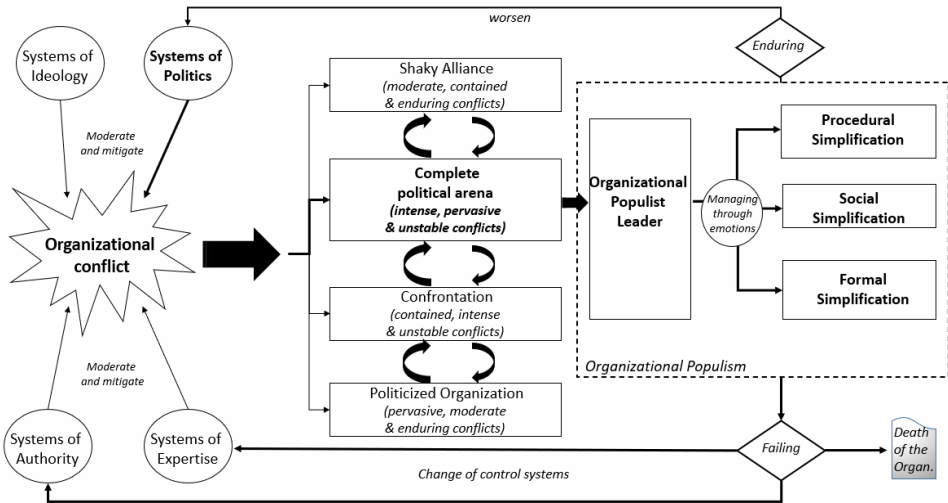 worsen
Systems of
Ideology
Systems of
Politics
Enduring
Shaky Alliance
(moderate, contained
& enduring conflicts)
Moderate
and mitigate
Procedural
Simplification
Complete
political arena
(intense, pervasive
& unstable conflicts)
Organizational
Populist
Leader
Managing
through
emotions
Social
Simplification
Organizational
conflict
Confrontation
(contained, intense
& unstable conflicts)
Formal
Simplification
Moderate
and mitigate
Organizational Populism
Politicized Organization
(pervasive, moderate
& enduring conflicts)
Systems of
Authority
Systems of
Expertise
Failing
Death
of the
Organ.
Change of control systems